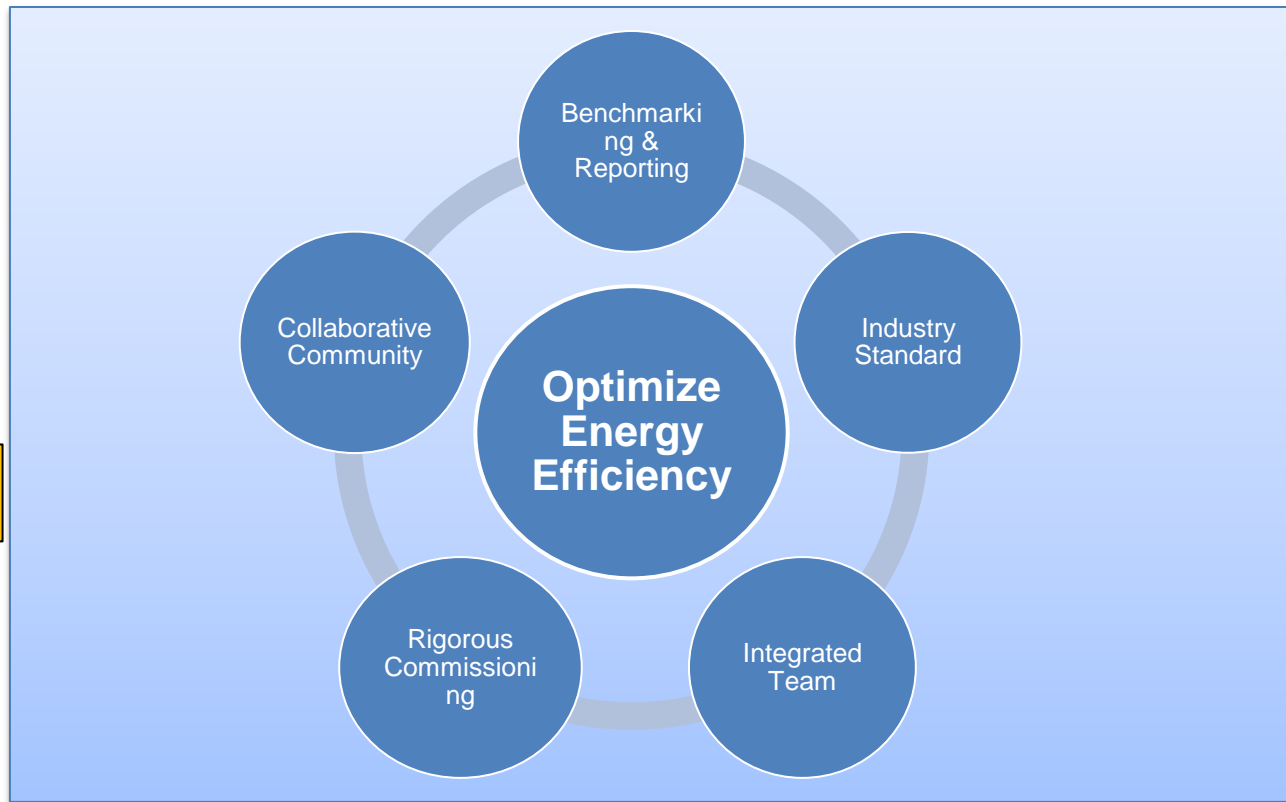 Benchmarki
ng &
Reporting
Collaborative
Community
Industry
Standard
Optimize
Energy
Efficiency
Rigorous
Commissioni
ng
Integrated
Team